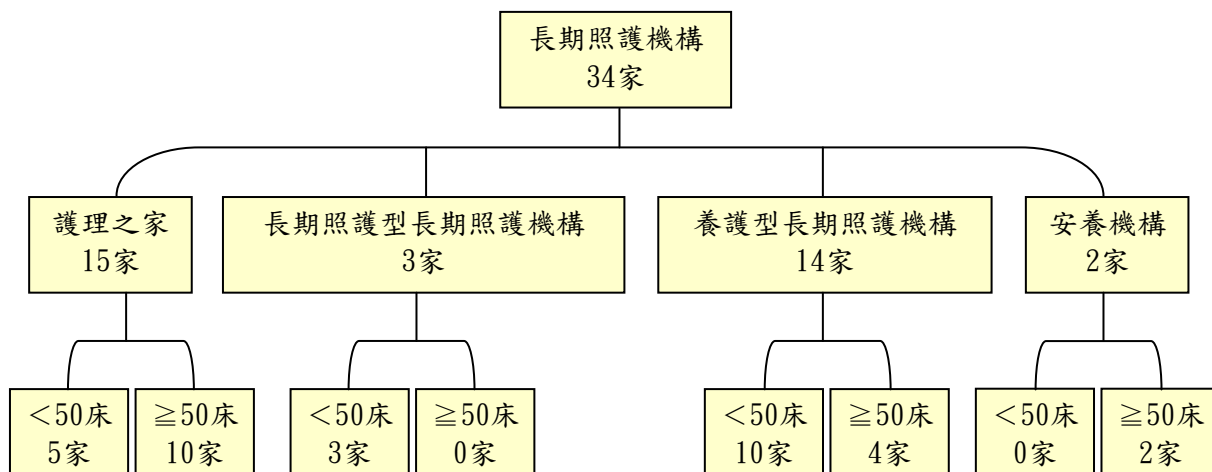 長期照護機構
34家
護理之家
15家
長期照護型長期照護機構
3家
養護型長期照護機構
14家
安養機構
2家
<50床
5家
≧50床
10家
<50床
3家
≧50床
0家
<50床
10家
≧50床
4家
<50床
0家
≧50床
2家